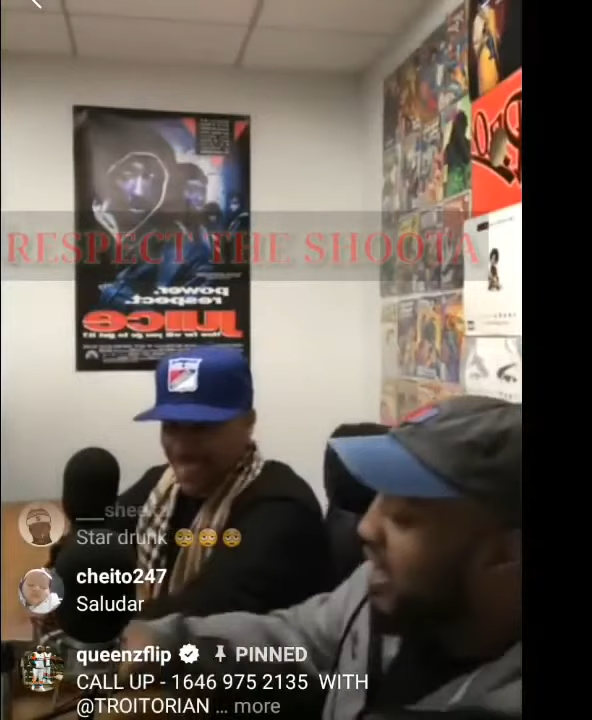 RESPECT THE SHOOTA
power.
respect.
juice
___sheeka
Star drunk 🥴🥴🥴
cheito247
Saludar
queenzflip PINNED
CALL UP - 1646 975 2135 WITH
@TROITORIAN ... more